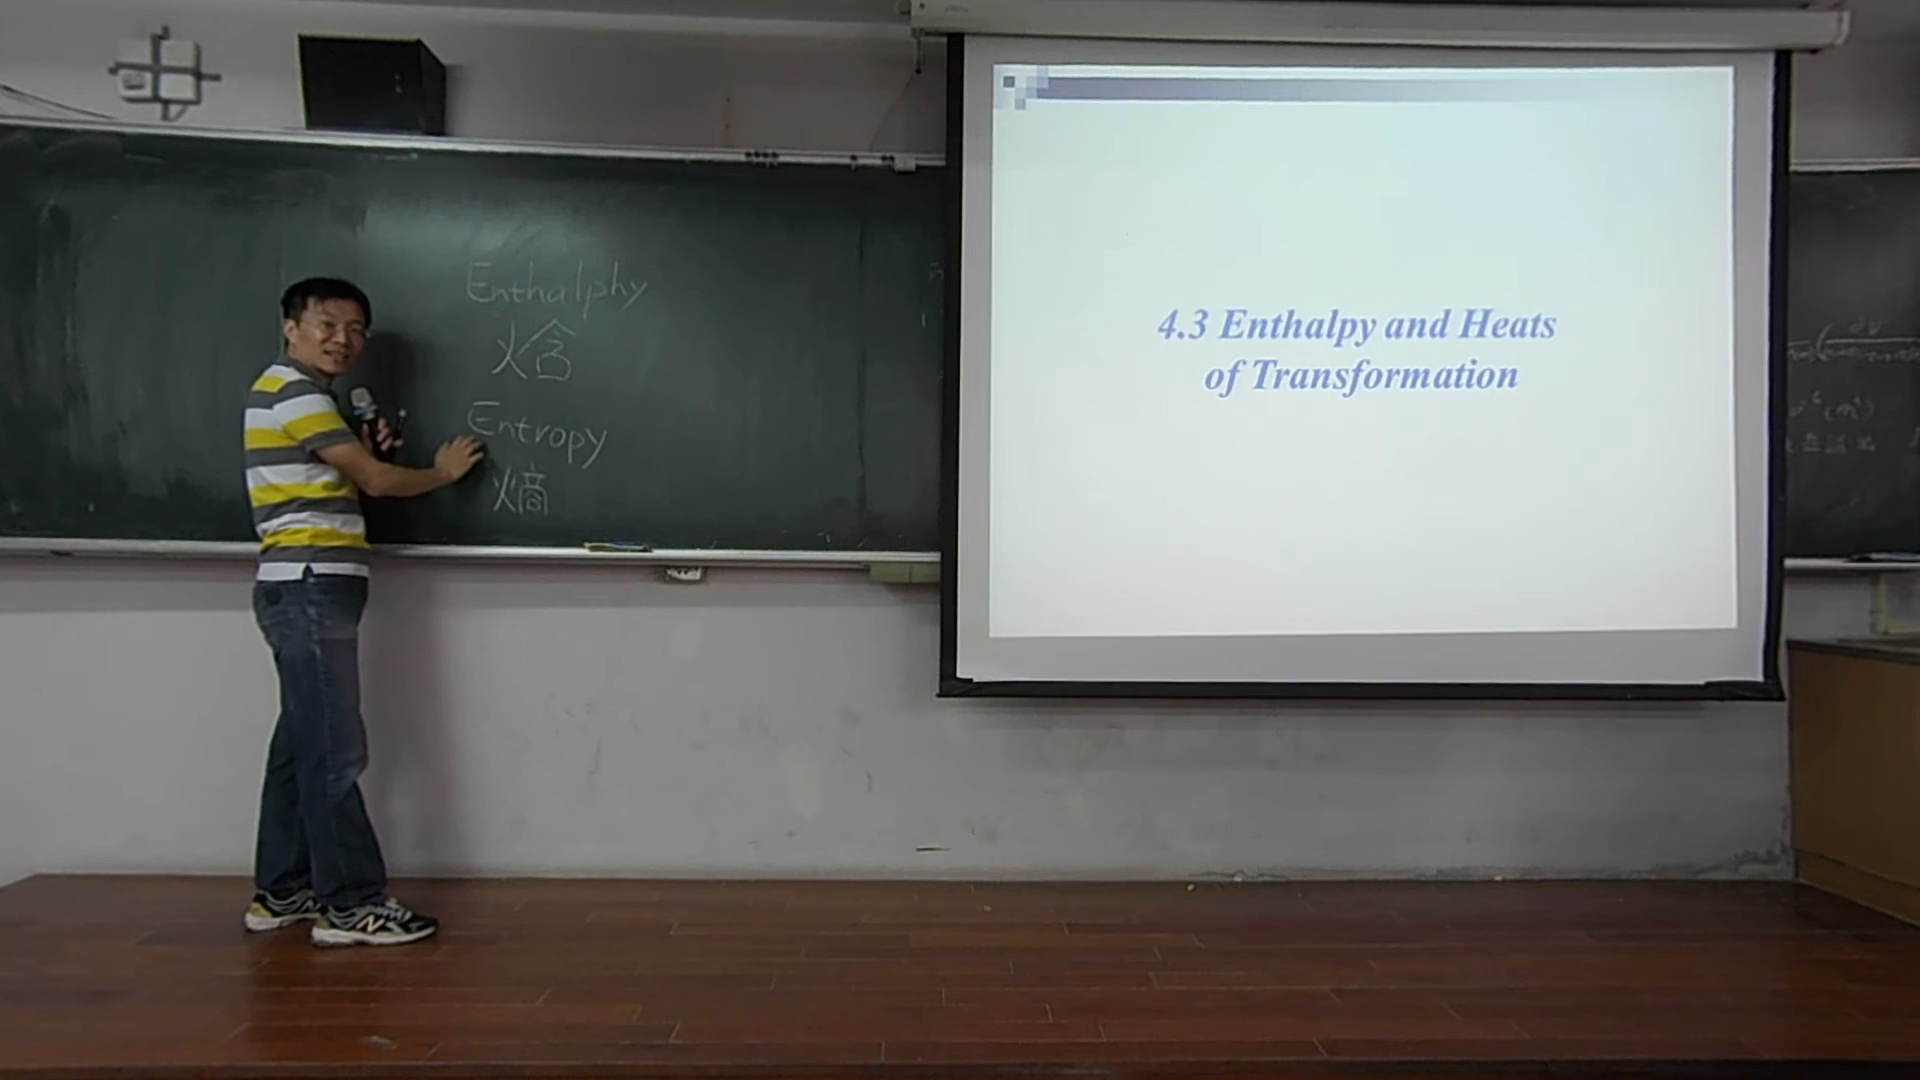 Enthalphy
焓
Entropy
熵
4.3 Enthalpy and Heats
of Transformation